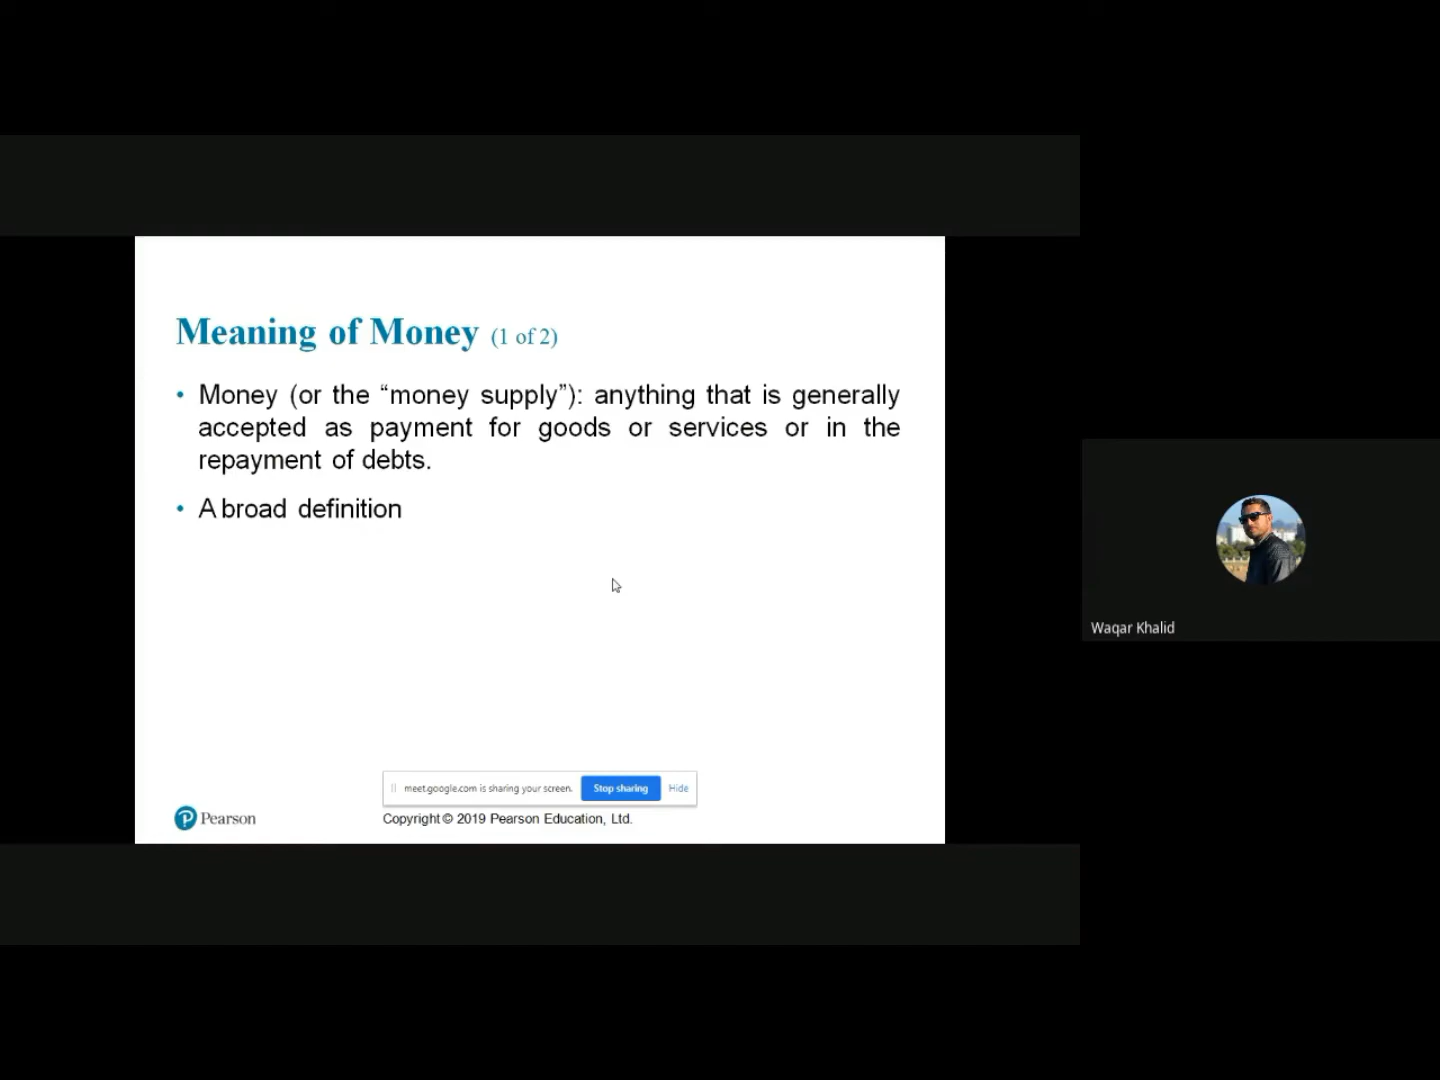 Meaning of Money (1 of 2)
• Money (or the “money supply”): anything that is generally
accepted as payment for goods or services or in the
repayment of debts.
• A broad definition
meet.google.com is sharing your screen. Stop sharing Hide
Pearson
Copyright © 2019 Pearson Education, Ltd.
Waqar Khalid